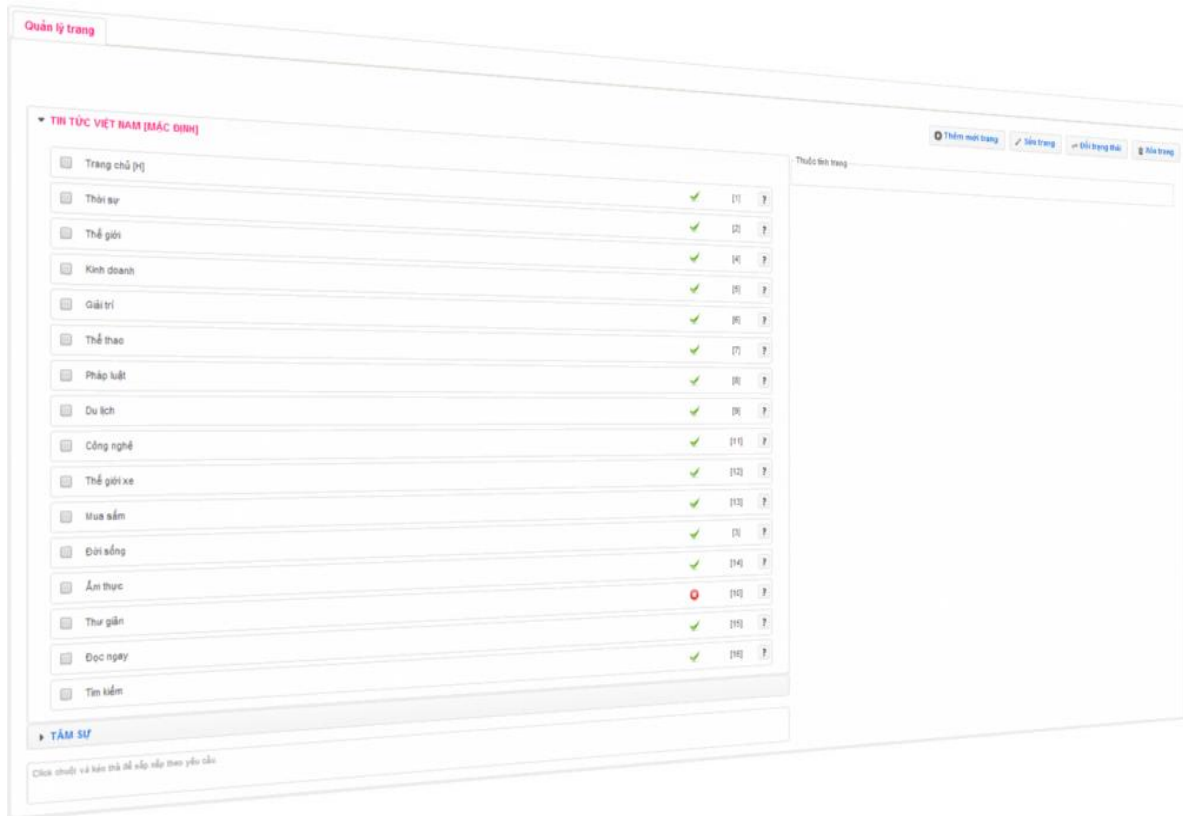 Quản lý trang
Thêm mới trang Sửa trang Đổi trạng thái Xóa trang
TIN TỨC VIỆT NAM [MẶC ĐỊNH]
Thuộc tính trang
Trang chủ [H] [1] ?
Thời sự [2] ?
Thế giới [4] ?
Kinh doanh [5] ?
Giải trí [6] ?
Thể thao [7] ?
Pháp luật [8] ?
Du lịch [9] ?
Công nghệ [11] ?
Thế giới xe [12] ?
Mua sắm [13] ?
Đời sống [3] ?
Ẩm thực [14] ?
Thư giãn [10] ?
Đọc ngay [15] ?
Tìm kiếm [16] ?
TÂM SỰ
Click chuột và kéo thả để sắp xếp theo yêu cầu.